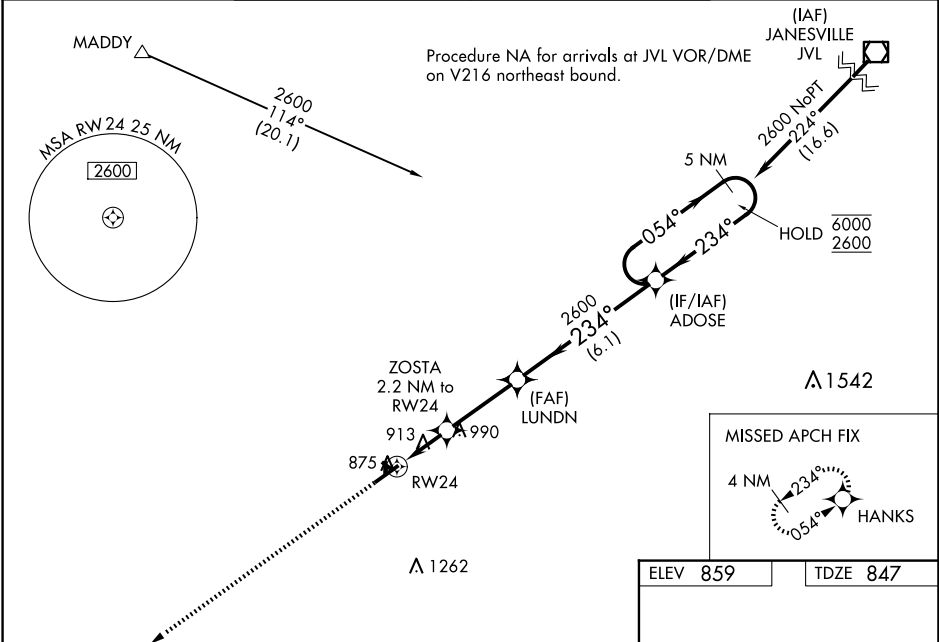 MADDY
2600
114°
(20.1)
Procedure NA for arrivals at JVL VOR/DME
on V216 northeast bound.
(IAF)
JANESVILLE
JVL
2600 NoPT
224°
(16.6)
MSA RW 24 25 NM
2600
5 NM
054°
234°
HOLD
6000
2600
(IF/IAF)
ADOSE
2600
234°
(6.1)
ZOSTA
2.2 NM to
RW24
(FAF)
LUNDN
1542
913
990
875
RW24
1262
MISSED APCH FIX
4 NM
234°
054°
HANKS
ELEV 859
TDZE 847